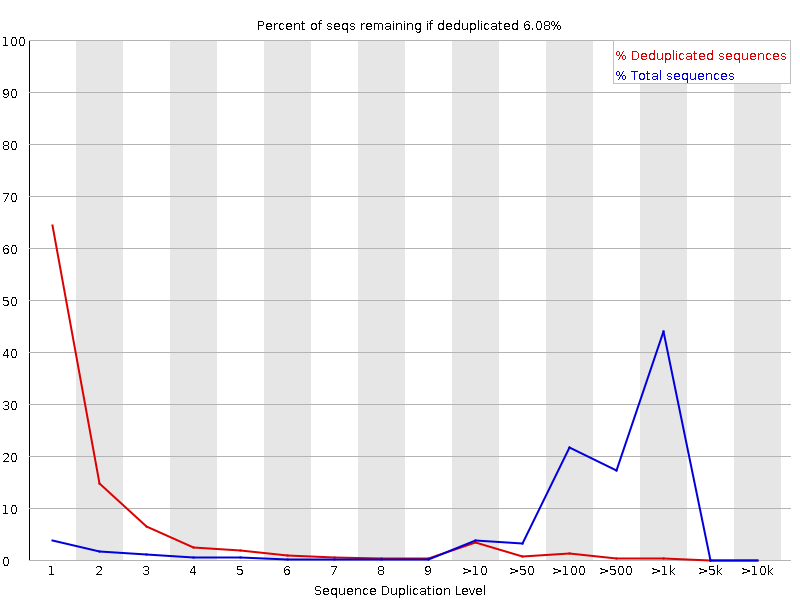 Percent of seqs remaining if deduplicated 6.08%
% Deduplicated sequences
% Total sequences
100
90
80
70
60
50
40
30
20
10
0
1 2 3 4 5 6 7 8 9 >10 >50 >100 >500 >1k >5k >10k
Sequence Duplication Level